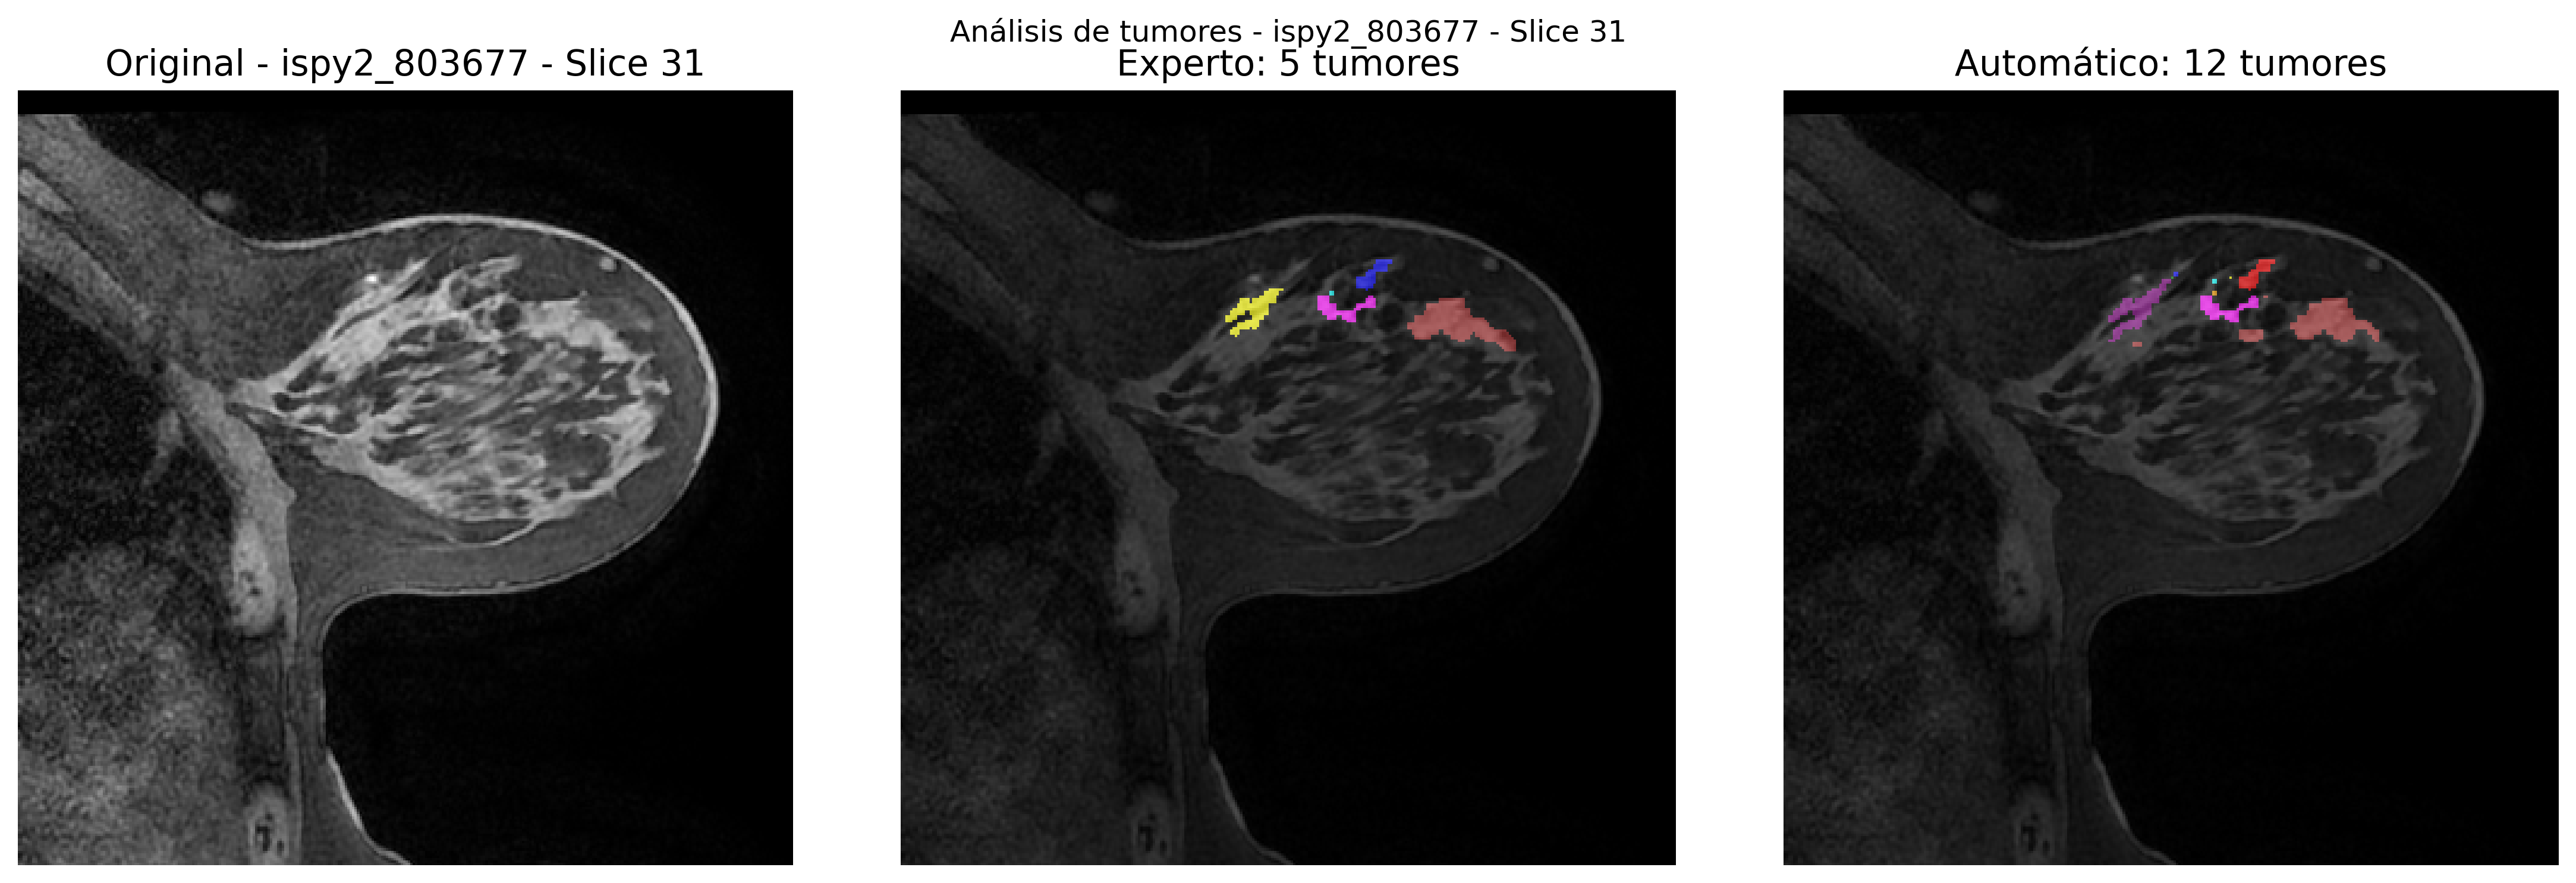 Análisis de tumores - ispy2_803677 - Slice 31
Original - ispy2_803677 - Slice 31
Experto: 5 tumores
Automático: 12 tumores